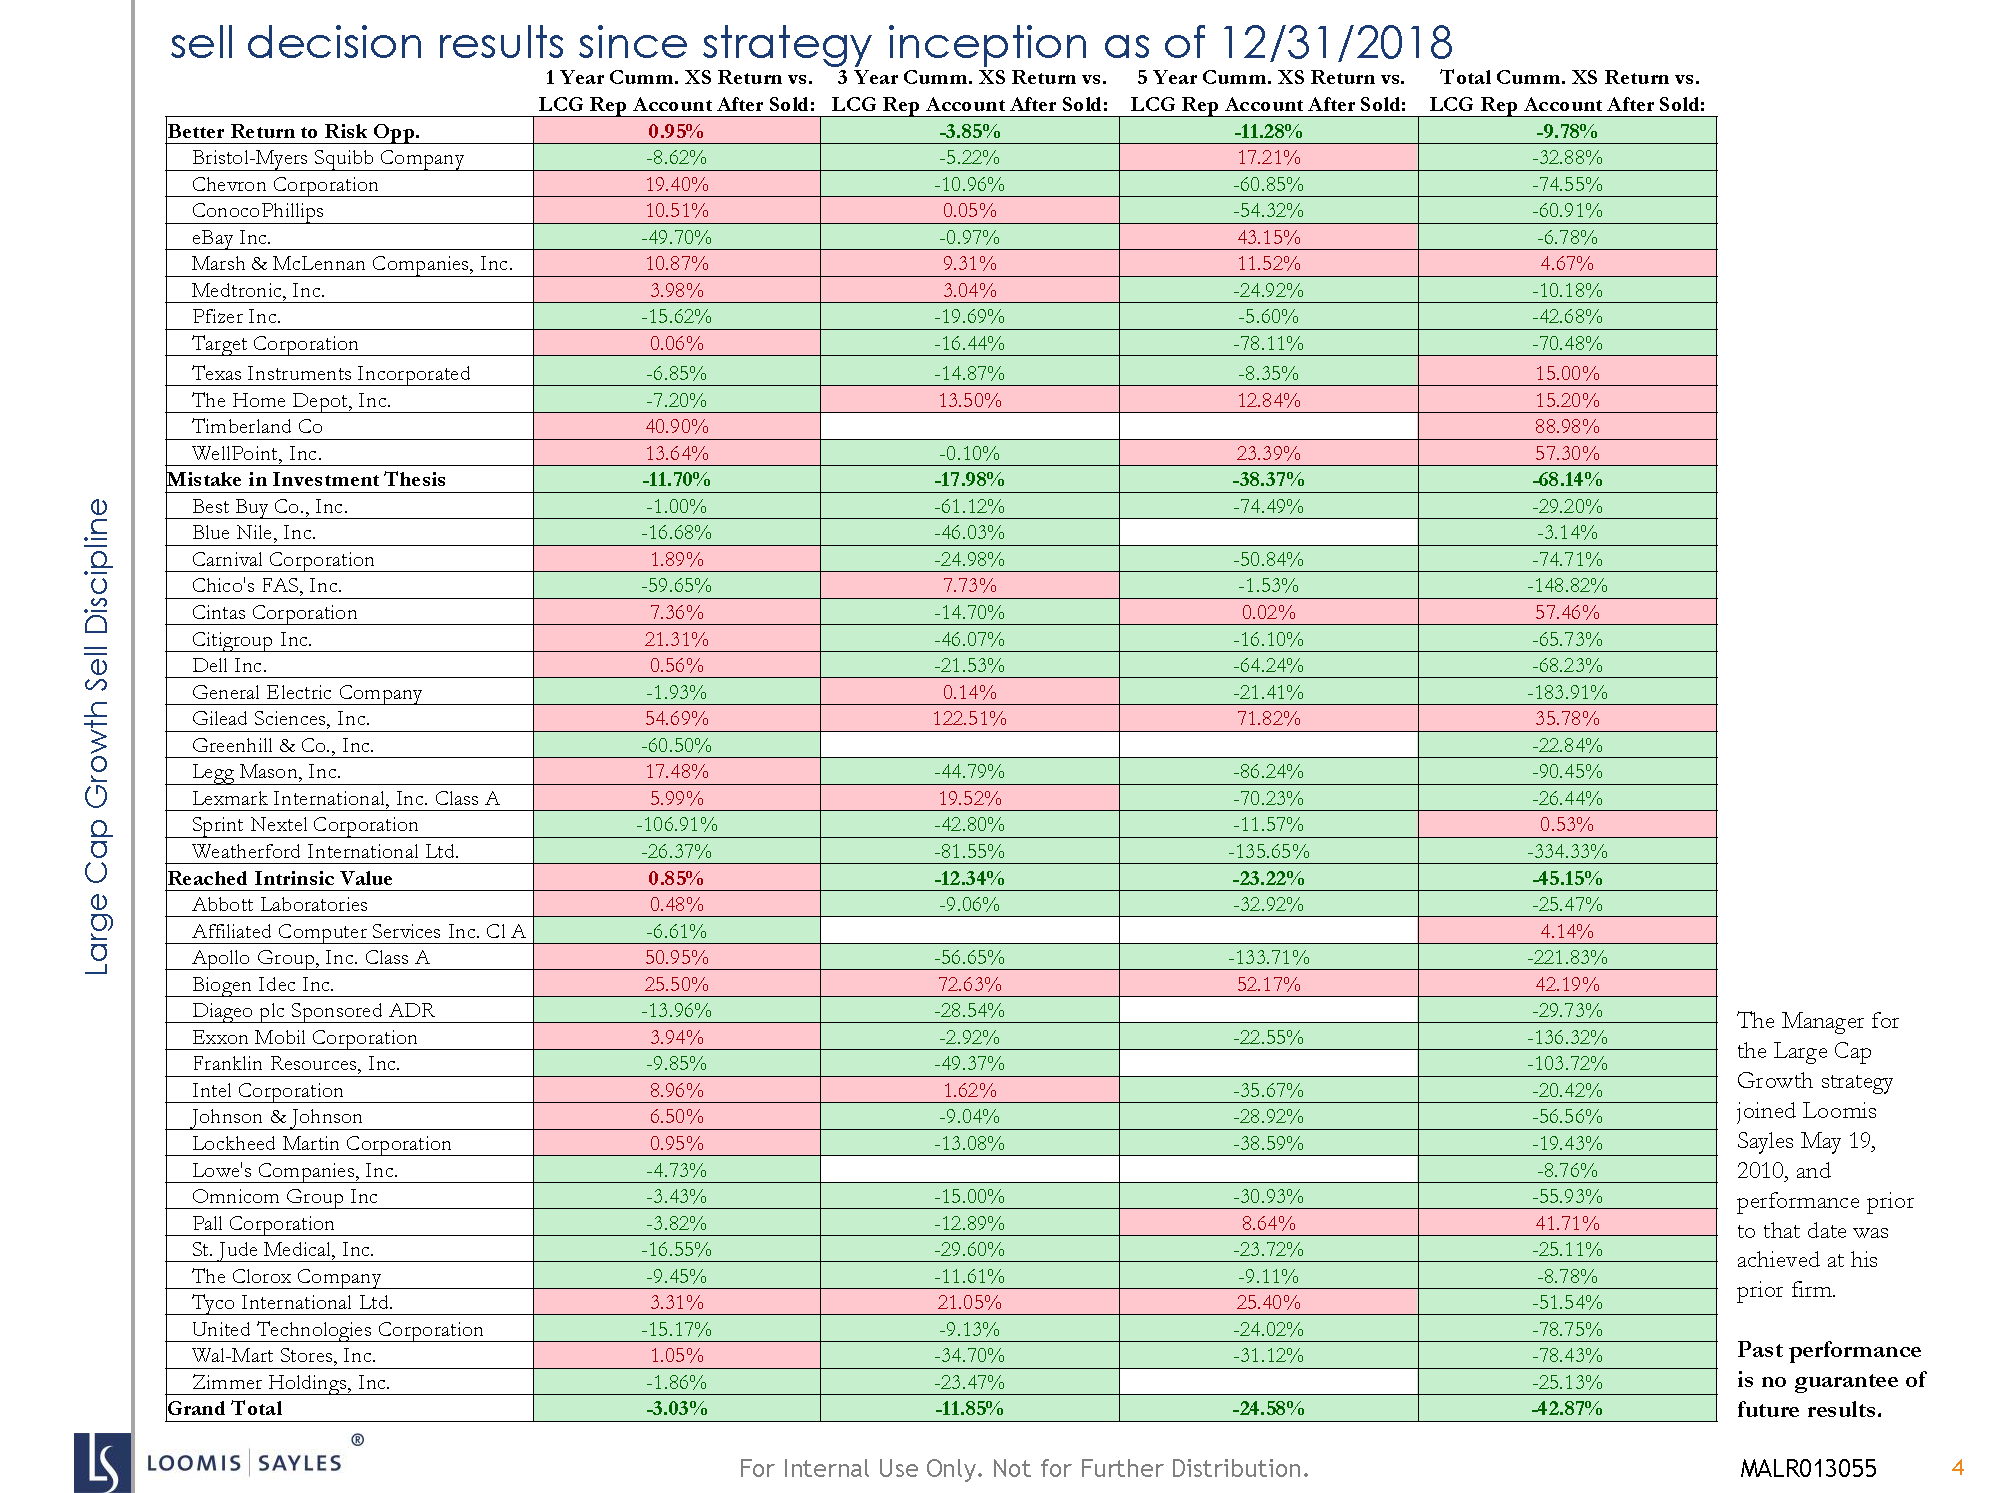 sell decision results since strategy inception as of 12/31/2018
1 Year Cumm. XS Return vs. LCG Rep Account After Sold: 3 Year Cumm. XS Return vs. LCG Rep Account After Sold: 5 Year Cumm. XS Return vs. LCG Rep Account After Sold: Total Cumm. XS Return vs. LCG Rep Account After Sold:
Better Return to Risk Opp. 0.95% -3.85% -11.28% -9.78%
Bristol-Myers Squibb Company -8.62% -5.22% 17.21% -32.88%
Chevron Corporation 19.40% -10.96% -60.85% -74.55%
ConocoPhillips 10.51% 0.05% -54.32% -60.91%
eBay Inc. -49.70% -0.97% 43.15% -6.78%
Marsh & McLennan Companies, Inc. 10.87% 9.31% 11.52% 4.67%
Medtronic, Inc. 3.98% 3.04% -24.92% -10.18%
Pfizer Inc. -15.62% -19.69% -5.60% -42.68%
Target Corporation 0.06% -16.44% -78.11% -70.48%
Texas Instruments Incorporated -6.85% -14.87% -8.35% 15.00%
The Home Depot, Inc. -7.20% 13.50% 12.84% 15.20%
Timberland Co 40.90% 88.98%
WellPoint, Inc. 13.64% -0.10% 23.39% 57.30%
Mistake in Investment Thesis -11.70% -17.98% -38.37% -68.14%
Best Buy Co., Inc. -1.00% -61.12% -74.49% -29.20%
Blue Nile, Inc. -16.68% -46.03% -3.14%
Carnival Corporation 1.89% -24.98% -50.84% -74.71%
Chico's FAS, Inc. -59.65% 7.73% -1.53% -148.82%
Cintas Corporation 7.36% -14.70% 0.02% 57.46%
Citigroup Inc. 21.31% -46.07% -16.10% -65.73%
Dell Inc. 0.56% -21.53% -64.24% -68.23%
General Electric Company -1.93% 0.14% -21.41% -183.91%
Gilead Sciences, Inc. 54.69% 122.51% 71.82% 35.78%
Greenhill & Co., Inc. -60.50% -22.84%
Legg Mason, Inc. 17.48% -44.79% -86.24% -90.45%
Lexmark International, Inc. Class A 5.99% 19.52% -70.23% -26.44%
Sprint Nextel Corporation -106.91% -42.80% -11.57% 0.53%
Weatherford International Ltd. -26.37% -81.55% -135.65% -334.33%
Reached Intrinsic Value 0.85% -12.34% -23.22% -45.15%
Abbott Laboratories 0.48% -9.06% -32.92% -25.47%
Affiliated Computer Services Inc. Cl A -6.61% 4.14%
Apollo Group, Inc. Class A 50.95% -56.65% -133.71% -221.83%
Biogen Idec Inc. 25.50% 72.63% 52.17% 42.19%
Diageo plc Sponsored ADR -13.96% -28.54% -29.73%
Exxon Mobil Corporation 3.94% -2.92% -22.55% -136.32%
Franklin Resources, Inc. -9.85% -49.37% -103.72%
Intel Corporation 8.96% 1.62% -35.67% -20.42%
Johnson & Johnson 6.50% -9.04% -28.92% -56.56%
Lockheed Martin Corporation 0.95% -13.08% -38.59% -19.43%
Lowe's Companies, Inc. -4.73% -8.76%
Omnicom Group Inc -3.43% -15.00% -30.93% -55.93%
Pall Corporation -3.82% -12.89% 8.64% 41.71%
St. Jude Medical, Inc. -16.55% -29.60% -23.72% -25.11%
The Clorox Company -9.45% -11.61% -9.11% -8.78%
Tyco International Ltd. 3.31% 21.05% 25.40% -51.54%
United Technologies Corporation -15.17% -9.13% -24.02% -78.75%
Wal-Mart Stores, Inc. 1.05% -34.70% -31.12% -78.43%
Zimmer Holdings, Inc. -1.86% -23.47% -25.13%
Grand Total -3.03% -11.85% -24.58% -42.87%
Large Cap Growth Sell Discipline
The Manager for
the Large Cap
Growth strategy
joined Loomis
Sayles May 19,
2010, and
performance prior
to that date was
achieved at his
prior firm.
Past performance
is no guarantee of
future results.
LS LOOMIS | SAYLES ®
For Internal Use Only. Not for Further Distribution.
MALR013055
4